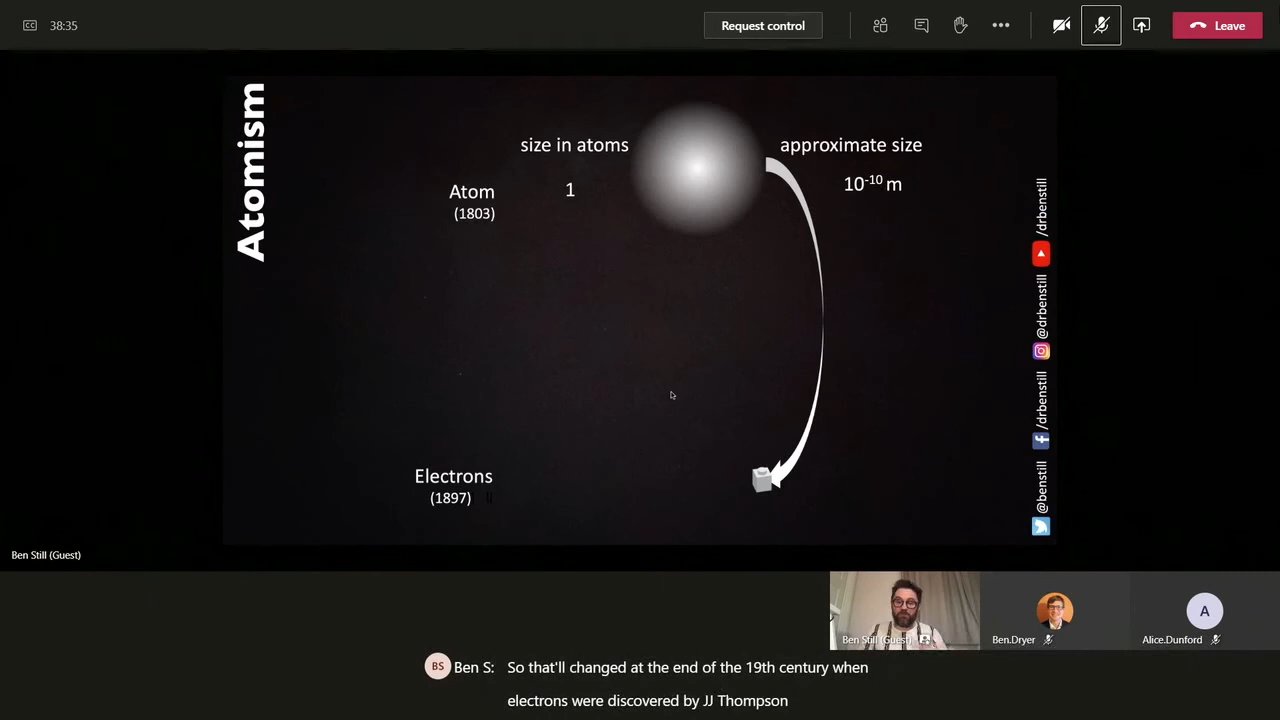 38:35
Request control
Leave
Atomism
size in atoms
approximate size
Atom
1
10-10 m
(1803)
Electrons
(1897)
/drbenstill
@drbenstill
/drbenstill
@benstill
Ben Still (Guest)
Ben Still (Guest)
Ben.Dryer
A
Alice.Dunford
BS Ben S: So that'll changed at the end of the 19th century when
electrons were discovered by JJ Thompson